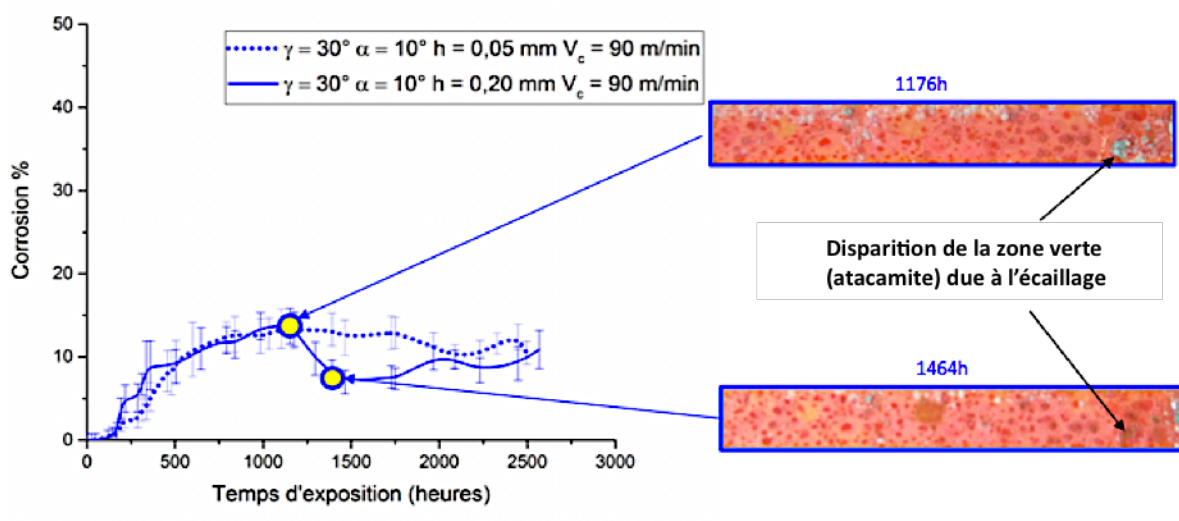 50
40
30
20
10
0
Corrosion %
γ = 30° α = 10° h = 0,05 mm Vc = 90 m/min
γ = 30° α = 10° h = 0,20 mm Vc = 90 m/min
0 500 1000 1500 2000 2500 3000
Temps d'exposition (heures)
1176h
Disparition de la zone verte
(atacamite) due à l'écaillage
1464h